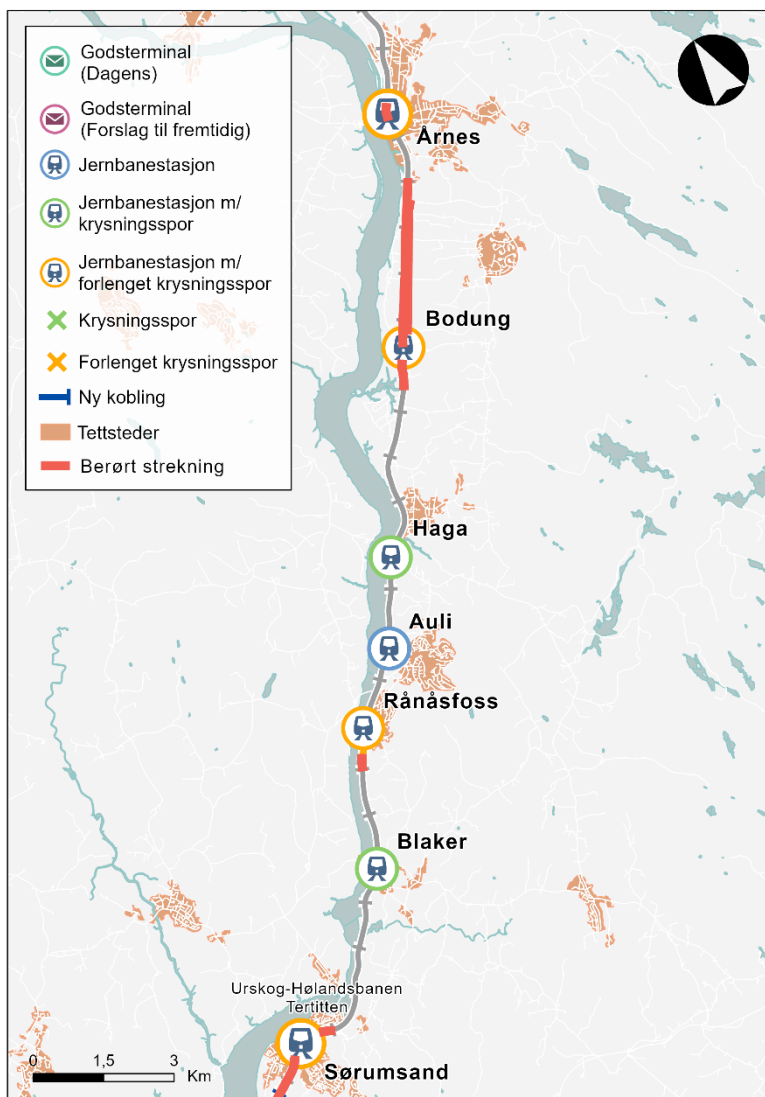 Godsterminal
(Dagens)
Godsterminal
(Forslag til fremtidig)
Jernbanestasjon
Jernbanestasjon m/
krysningsspor
Jernbanestasjon m/
forlenget krysningsspor
Krysningsspor
Forlenget krysningsspor
Ny kobling
Tettsteder
Berørt strekning
Årnes
Bodung
Haga
Auli
Rånåsfoss
Blaker
Urskog-Hølandsbanen
Tertitten
Sørumsand
0 1,5 3
Km